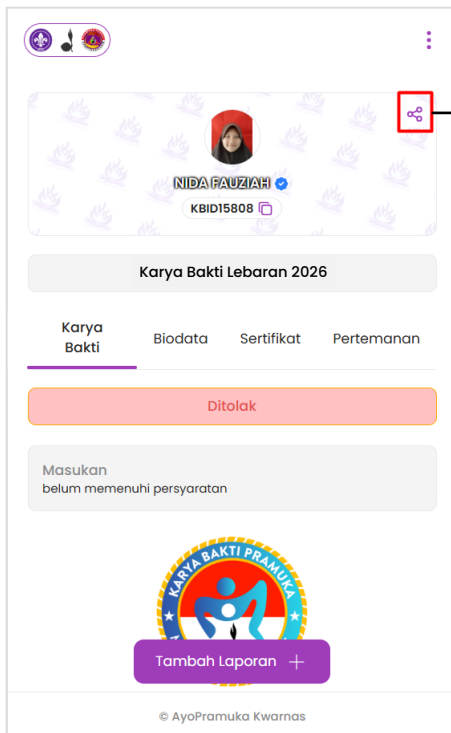 NIDA FAUZIAH
KBID15808
Karya Bakti Lebaran 2026
Karya
Bakti
Biodata
Sertifikat
Pertemanan
Ditolak
Masukan
belum memenuhi persyaratan
KARYA BAKTI PRAMUKA
Tambah Laporan
© AyoPramuka Kwarnas